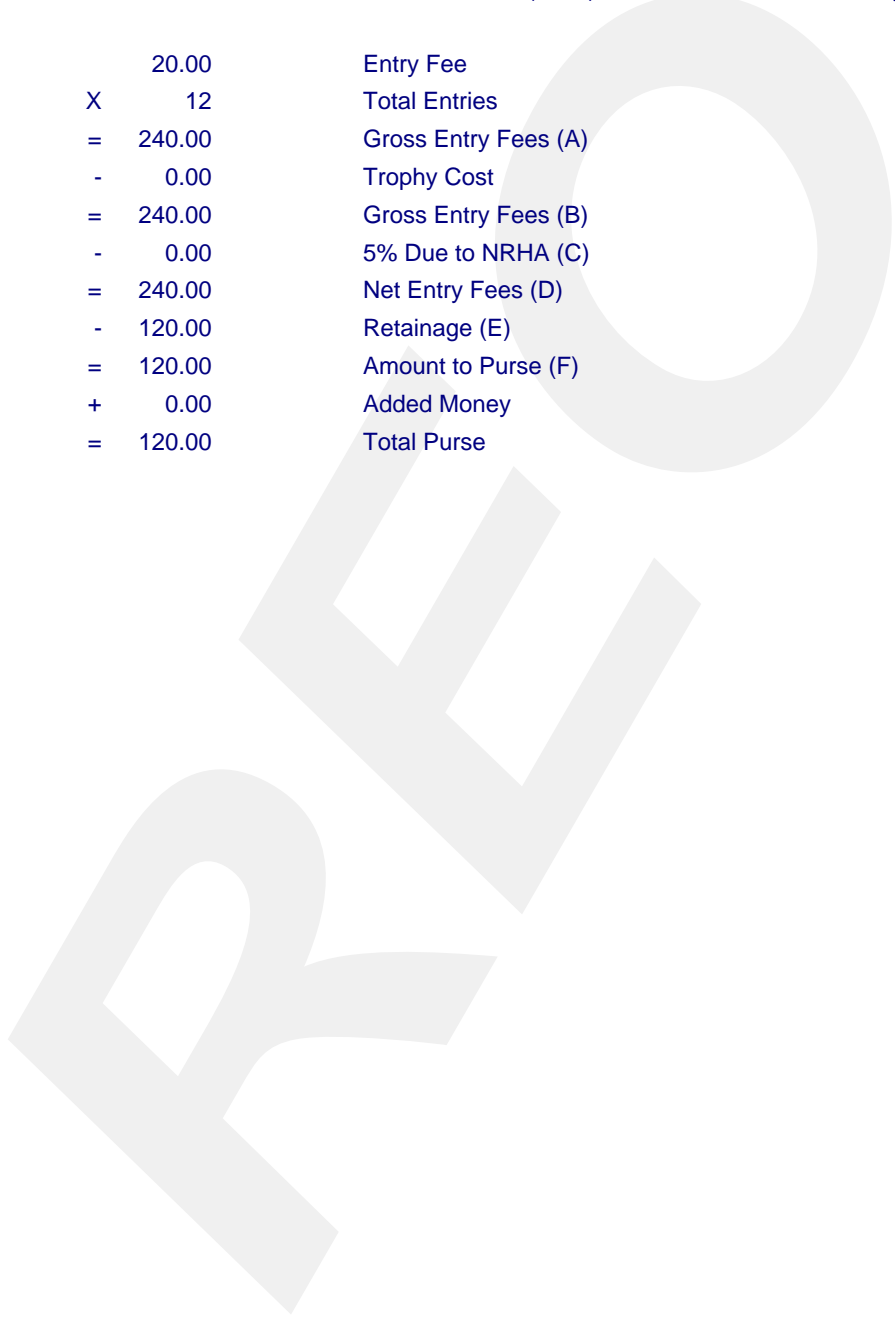 20.00 Entry Fee
X 12 Total Entries
= 240.00 Gross Entry Fees (A)
- 0.00 Trophy Cost
= 240.00 Gross Entry Fees (B)
- 0.00 5% Due to NRHA (C)
= 240.00 Net Entry Fees (D)
- 120.00 Retainage (E)
= 120.00 Amount to Purse (F)
+ 0.00 Added Money
= 120.00 Total Purse
REO